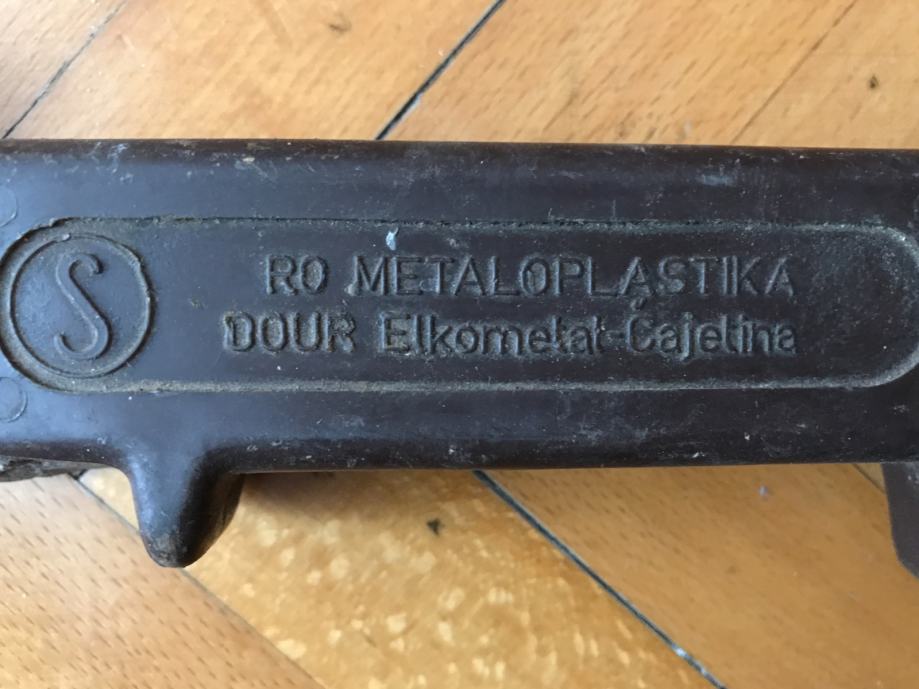 S
RO METALOPLASTIKA
DOUR Elkometal-Čajetina